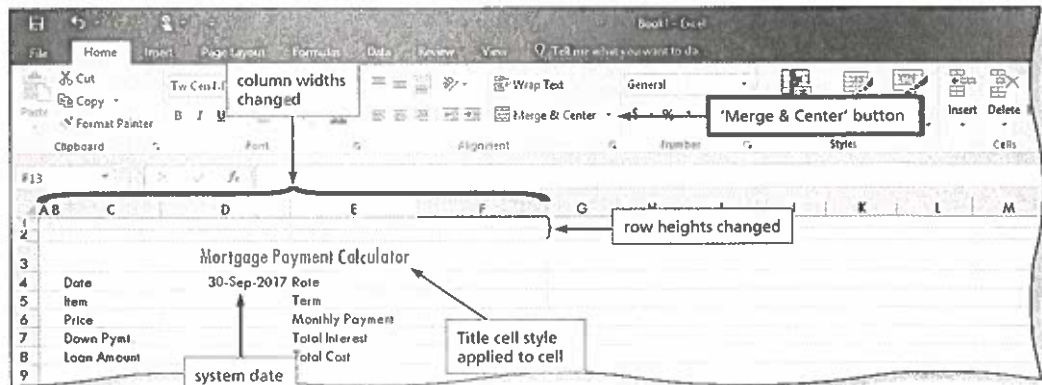 Book1 - Excel
File Home Insert Page Layout Formulas Data Review View Tell me what you want to do
Cut
Copy
Paste
Format Painter
Clipboard
column widths
changed
B I U
Font
Wrap Text
Merge & Center
Alignment
General
$ %
Number
'Merge & Center' button
Styles
Insert Delete
Cells
F13 fx
A B C D E F G K L M
1
2
row heights changed
3 Mortgage Payment Calculator
4 Date 30-Sep-2017 Rate
5 Item Term
6 Price Monthly Payment
7 Down Pymt Total Interest
8 Loan Amount Total Cost
9
Title cell style
applied to cell
system date